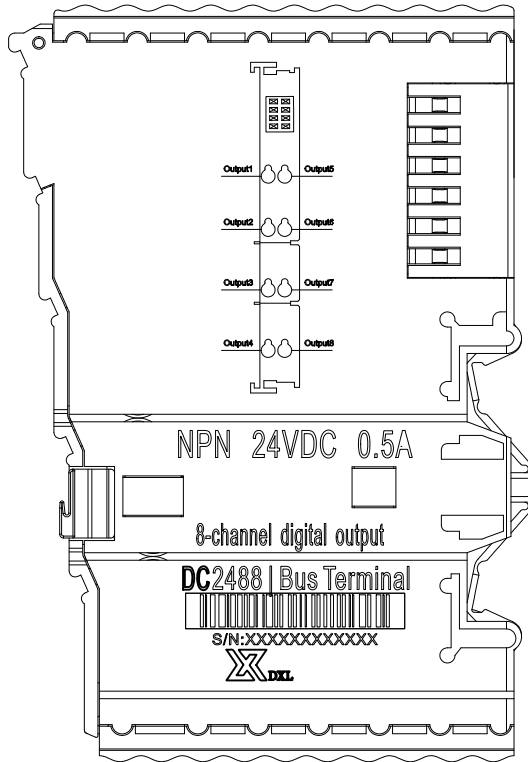 Output1 Output5
Output2 Output6
Output3 Output7
Output4 Output8
NPN 24VDC 0.5A
8-channel digital output
DC2488 | Bus Terminal
S/N:XXXXXXXXXXXX
DXL